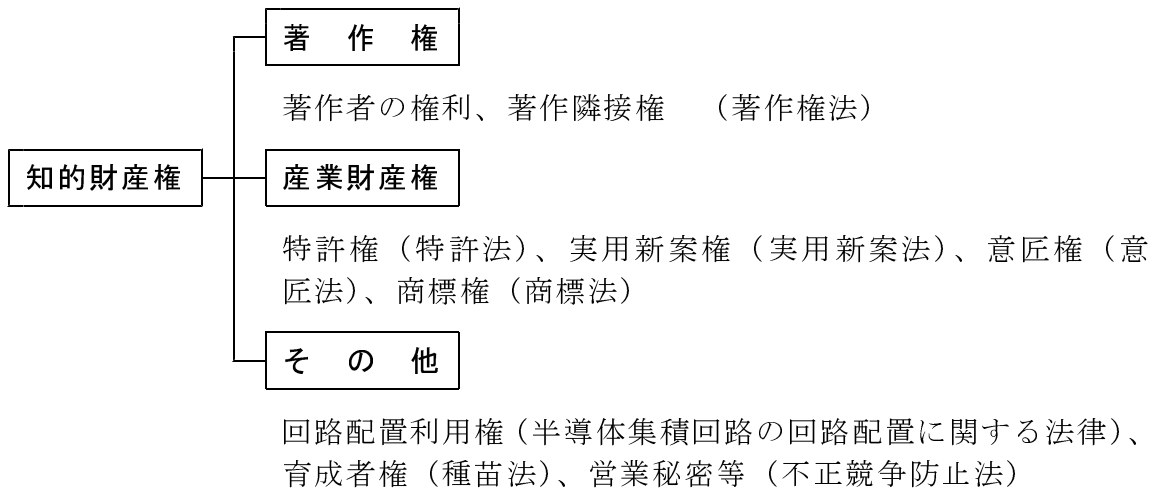 著作権
著作者の権利、著作隣接権　（著作権法）
知的財産権
産業財産権
特許権（特許法）、実用新案権（実用新案法）、意匠権（意
匠法）、商標権（商標法）
その他
回路配置利用権（半導体集積回路の回路配置に関する法律）、
育成者権（種苗法）、営業秘密等（不正競争防止法）